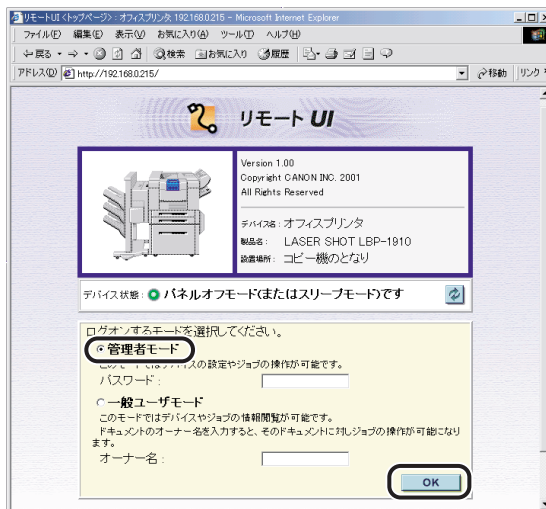 リモートUI <トップページ> : オフィスプリンタ; 192.168.0.215 - Microsoft Internet Explorer
ファイル(F) 編集(E) 表示(V) お気に入り(A) ツール(T) ヘルプ(H)
戻る 検索 お気に入り 履歴
アドレス(D) http://192.168.0.215/ 移動 リンク
リモート UI
Version 1.00
Copyright CANON INC. 2001
All Rights Reserved
デバイス名: オフィスプリンタ
製品名: LASER SHOT LBP-1910
設置場所: コピー機のとなり
デバイス状態: パネルオフモード(またはスリープモード)です
ログオンするモードを選択してください。
管理者モード
このモードではデバイスの設定やジョブの操作が可能です。
パスワード:
一般ユーザモード
このモードではデバイスやジョブの情報閲覧が可能です。
ドキュメントのオーナー名を入力すると、そのドキュメントに対しジョブの操作が可能になり
ます。
オーナー名:
OK